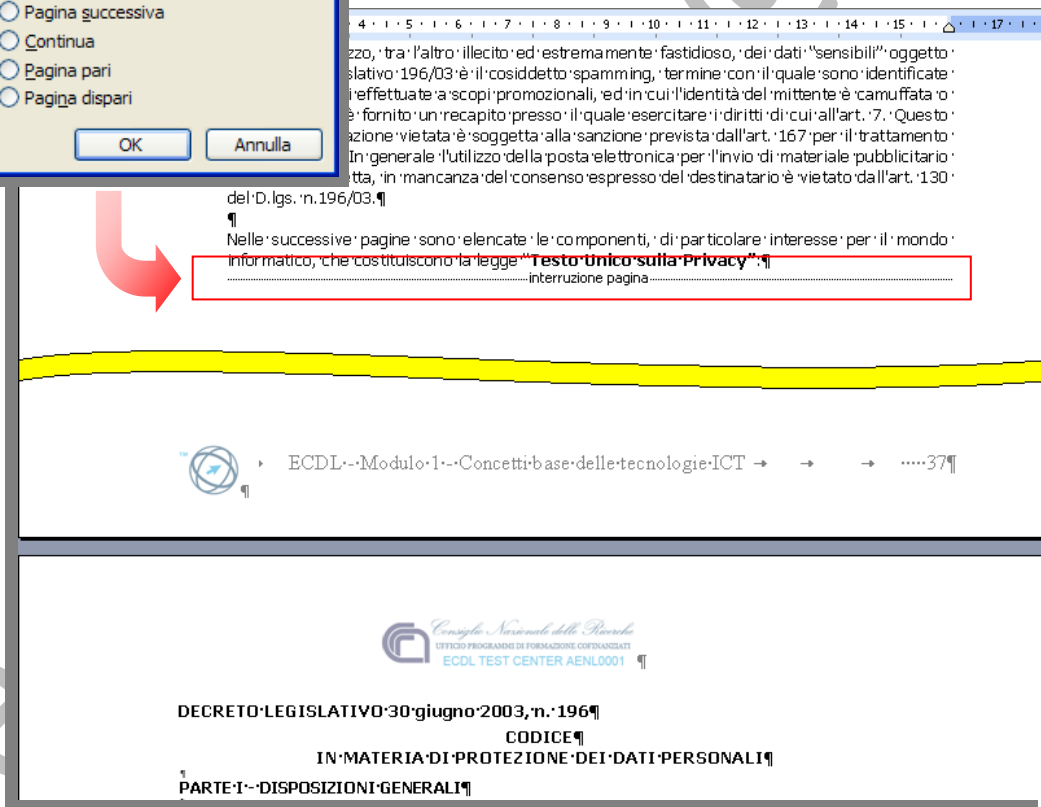 Pagina successiva
Continua
Pagina pari
Pagina dispari
OK Annulla
4 5 6 7 8 9 10 11 12 13 14 15 17
zzo, tra l'altro illecito ed estremamente fastidioso, dei dati "sensibili" oggetto
slativo 196/03 è il cosiddetto spamming, termine con il quale sono identificate
i effettuate a scopi promozionali, ed in cui l'identità del mittente è camuffata o
è fornito un recapito presso il quale esercitare i diritti di cui all'art. 7. Questo
azione vietata è soggetta alla sanzione prevista dall'art. 167 per il trattamento
In generale l'utilizzo della posta elettronica per l'invio di materiale pubblicitario
etta, in mancanza del consenso espresso del destinatario è vietato dall'art. 130
del D.lgs. n.196/03.¶
¶
Nelle successive pagine sono elencate le componenti, di particolare interesse per il mondo
informatico, che costituiscono la legge "Testo Unico sulla Privacy":¶
interruzione pagina
TM
ECDL - Modulo 1 - Concetti base delle tecnologie ICT → → → ·····37¶
¶
Consiglio Nazionale delle Ricerche
UFFICIO PROGRAMMI DI FORMAZIONE COFINANZIATI
ECDL TEST CENTER AENL0001 ¶
DECRETO LEGISLATIVO 30 giugno 2003, n. 196¶
CODICE¶
IN MATERIA DI PROTEZIONE DEI DATI PERSONALI¶
¶
PARTE I - DISPOSIZIONI GENERALI¶